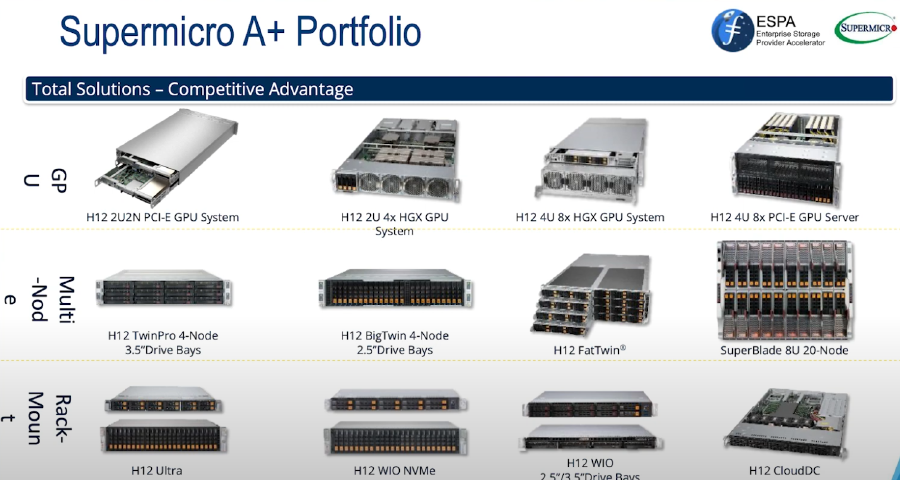 Supermicro A+ Portfolio
ESPA
Enterprise Storage
Provider Accelerator
SUPERMICRO
Total Solutions – Competitive Advantage
GP
U
H12 2U2N PCI-E GPU System
H12 2U 4x HGX GPU
System
H12 4U 8x HGX GPU System
H12 4U 8x PCI-E GPU Server
Multi
-Nod
e
H12 TwinPro 4-Node
3.5”Drive Bays
H12 BigTwin 4-Node
2.5”Drive Bays
H12 FatTwin®
SuperBlade 8U 20-Node
Rack-
Moun
t
H12 Ultra
H12 WIO NVMe
H12 WIO
2.5”/3.5”Drive Bays
H12 CloudDC